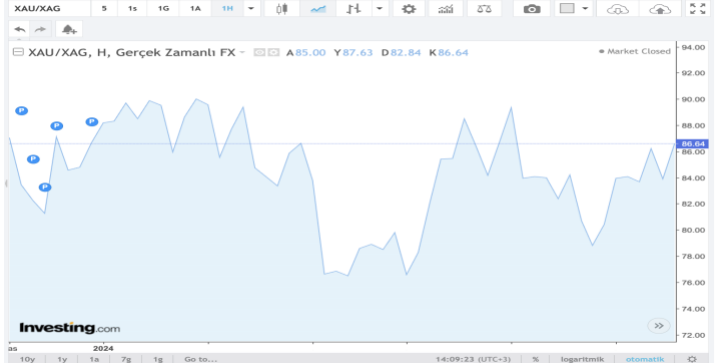 XAU/XAG 5 1s 1G 1A 1H
XAU/XAG, H, Gerçek Zamanlı FX A85.00 Y87.63 D82.84 K86.64
Market Closed
94.00
92.00
90.00
88.00
86.64
86.00
84.00
82.00
80.00
78.00
76.00
74.00
72.00
P
P
P
P
P
Investing.com
as 2024
10y 1y 1a 7g 1g Go to... 14:09:23 (UTC+3) % logaritmik otomatik